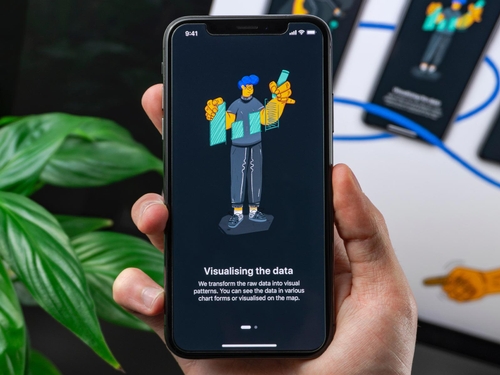 9:41
Visualising the data
We transform the raw data into visual
patterns. You can see the data in various
chart forms or visualised on the map.